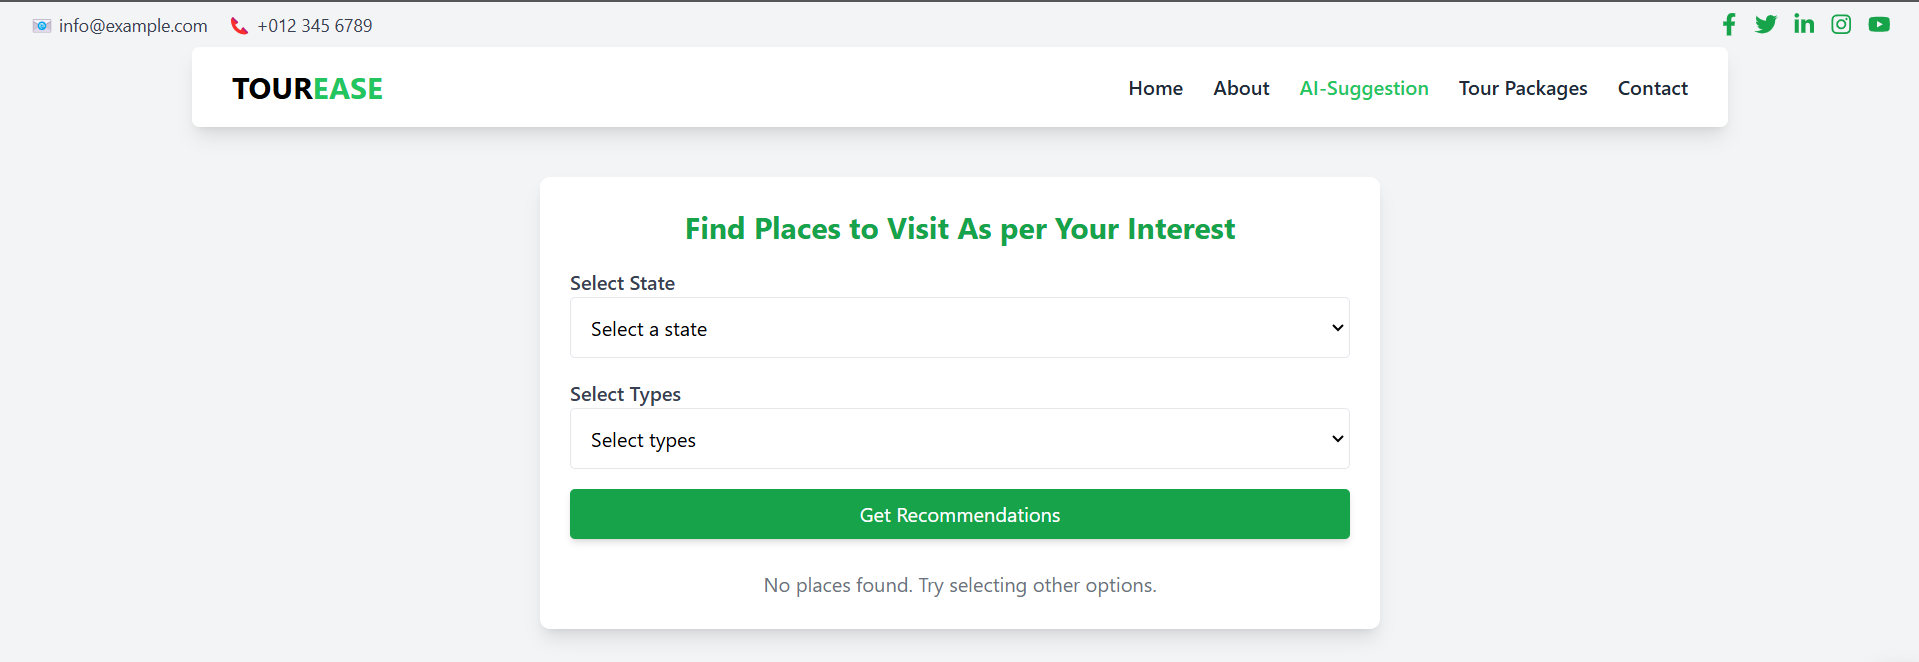 info@example.com +012 345 6789
TOUREASE
Home About AI-Suggestion Tour Packages Contact
Find Places to Visit As per Your Interest
Select State
Select a state
Select Types
Select types
Get Recommendations
No places found. Try selecting other options.